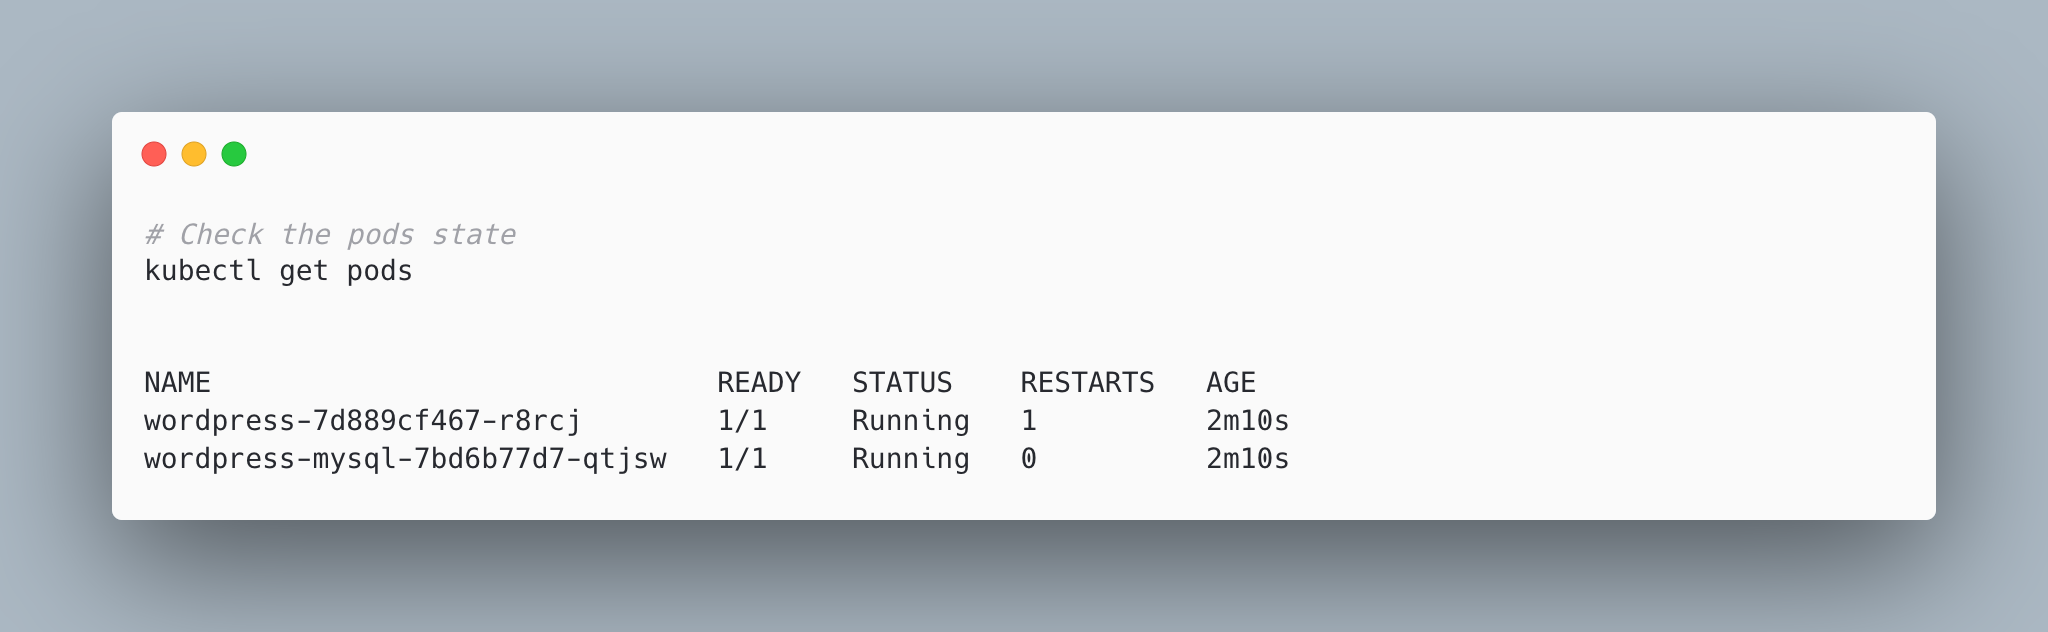 # Check the pods state
kubectl get pods
NAME READY STATUS RESTARTS AGE
wordpress-7d889cf467-r8rcj 1/1 Running 1 2m10s
wordpress-mysql-7bd6b77d7-qtjsw 1/1 Running 0 2m10s